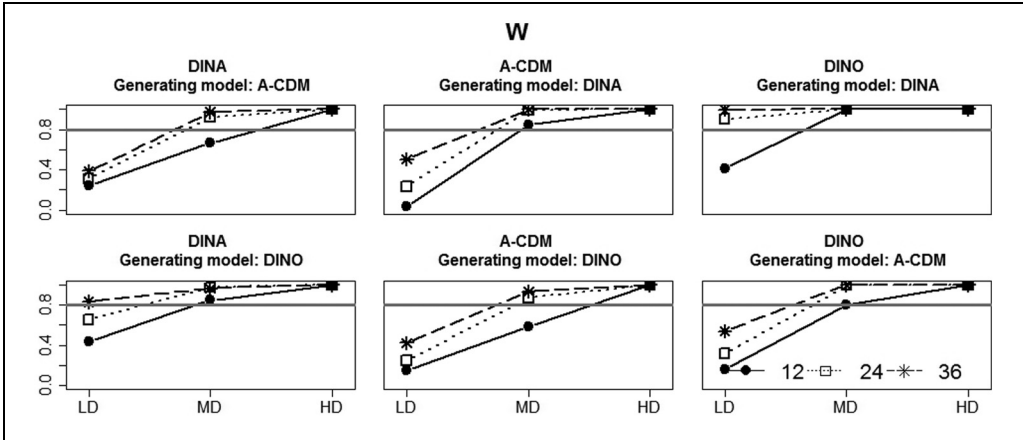 W
DINA
Generating model: A-CDM
A-CDM
Generating model: DINA
DINO
Generating model: DINA
0.8
0.4
0.0
DINA
Generating model: DINO
A-CDM
Generating model: DINO
DINO
Generating model: A-CDM
0.8
0.4
0.0
12 24 36
LD MD HD
LD MD HD
LD MD HD